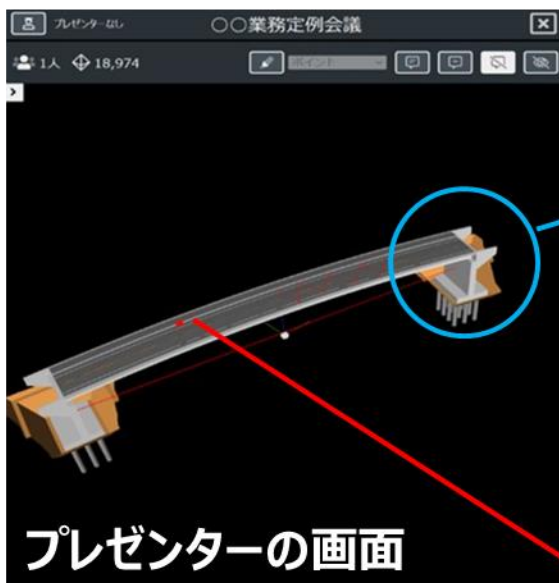 プレゼンターなし
○○業務定例会議
1人 18,974
ポイント
プレゼンターの画面